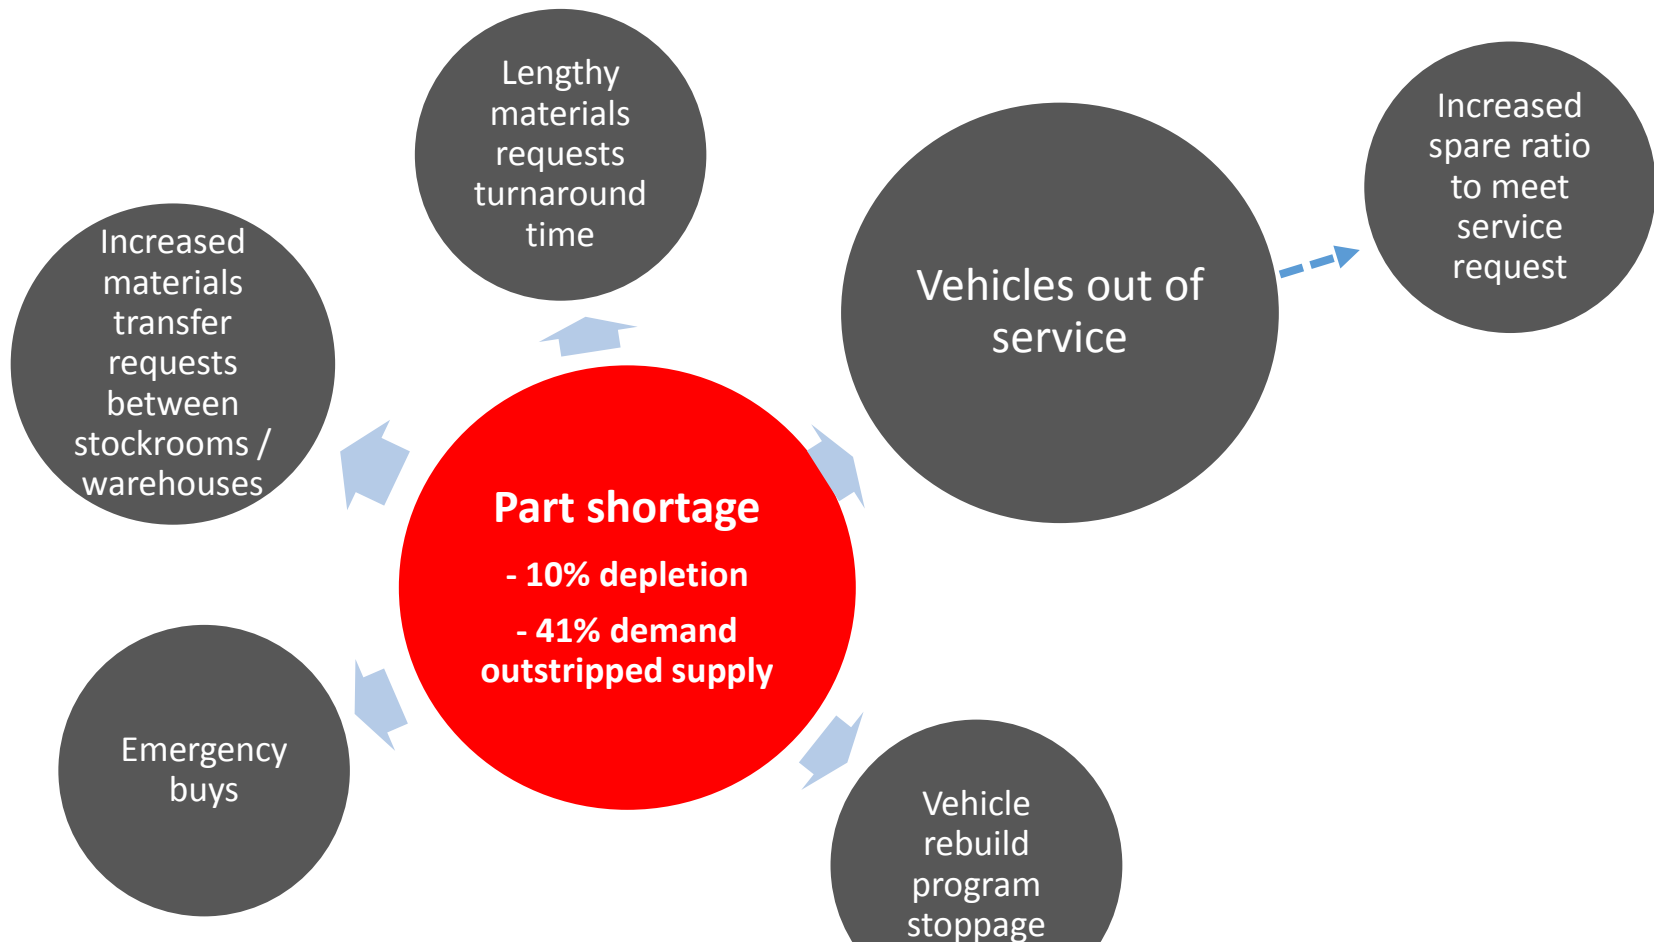 Lengthy
materials
requests
turnaround
time
Increased
spare ratio
to meet
service
request
Increased
materials
transfer
requests
between
stockrooms /
warehouses
Vehicles out of
service
Part shortage
- 10% depletion
- 41% demand
outstripped supply
Emergency
buys
Vehicle
rebuild
program
stoppage